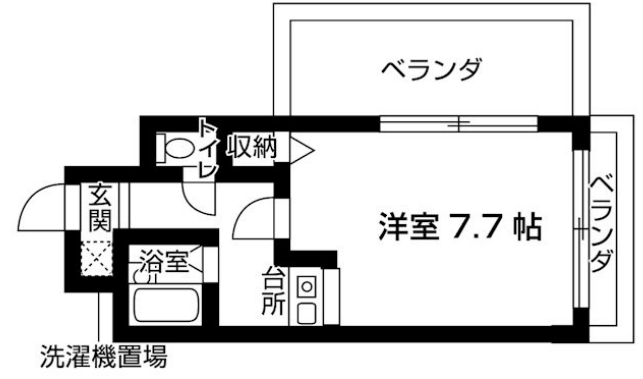 ベランダ
トイレ
収納
玄関
洋室 7.7 帖
ベランダ
浴室
台所
洗濯機置場